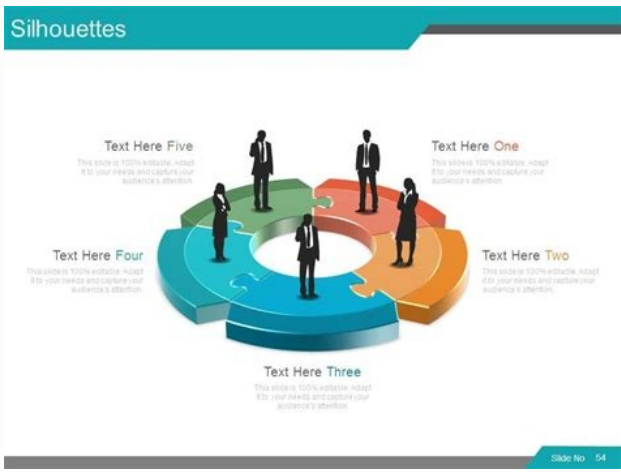 Silhouettes
Text Here Five
This slide is 100% editable. Adapt
it to your needs and capture your
audience's attention.
Text Here One
This slide is 100% editable. Adapt
it to your needs and capture your
audience's attention.
Text Here Four
This slide is 100% editable. Adapt
it to your needs and capture your
audience's attention.
Text Here Two
This slide is 100% editable. Adapt
it to your needs and capture your
audience's attention.
Text Here Three
This slide is 100% editable. Adapt
it to your needs and capture your
audience's attention.
Slide No 54